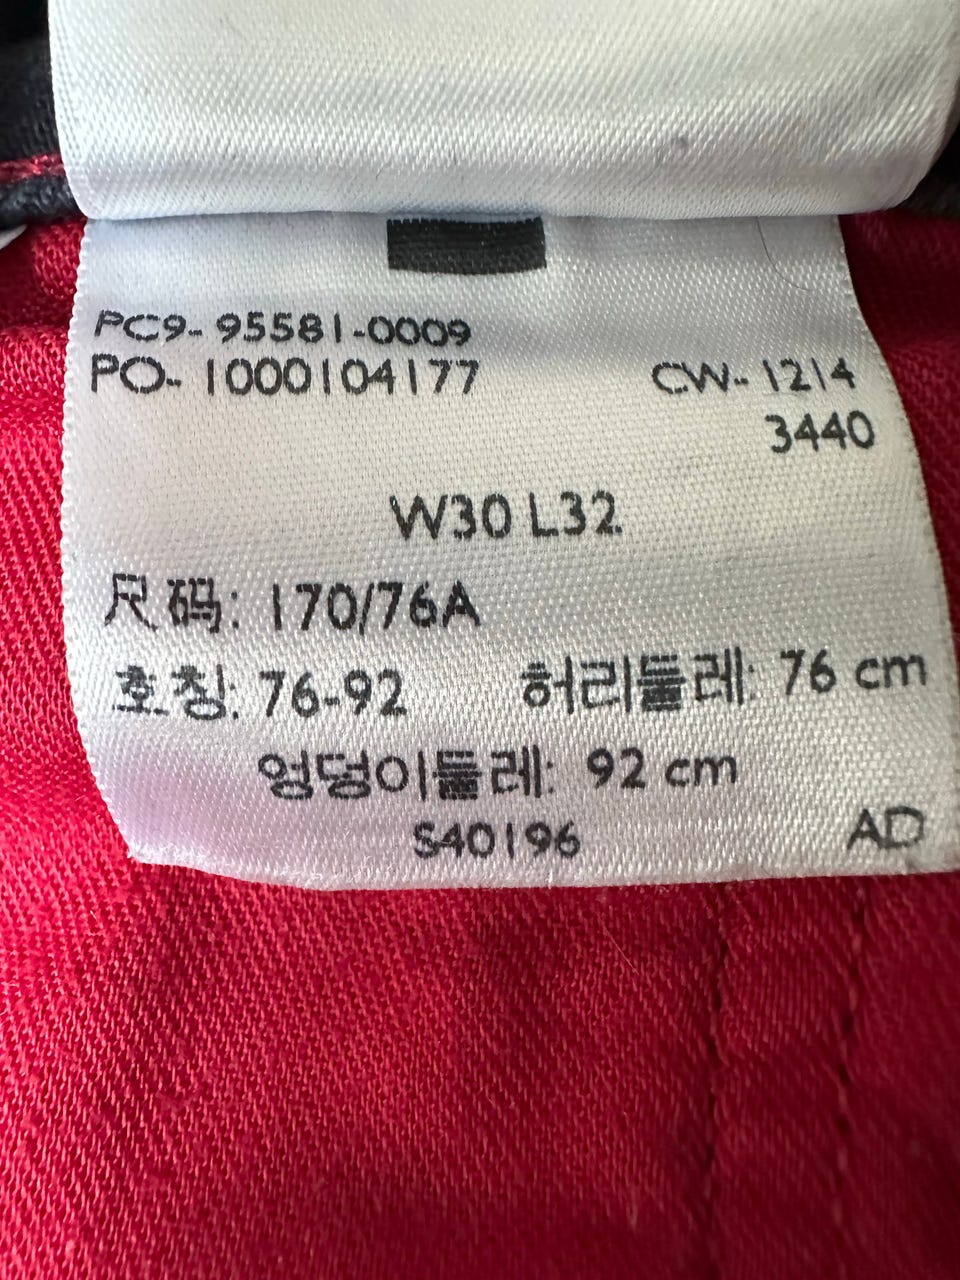 PC9- 95581-0009
PO- 1000104177 CW- 1214
3440
W30 L32
尺码: 170/76A
호칭: 76-92 허리둘레: 76 cm
엉덩이둘레: 92 cm
S40196 AD